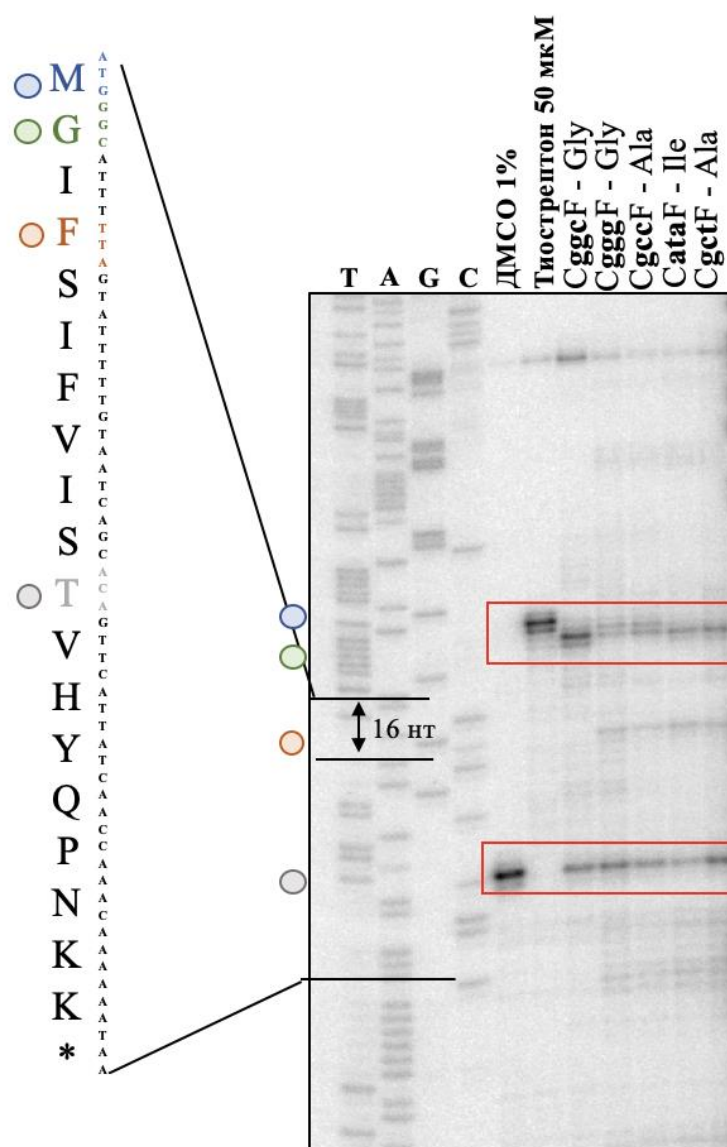 M
G
I
F
S
I
F
V
I
S
T
V
H
Y
Q
P
N
K
K
*
ATGGGCATTTTTAGTATTTTTGTAATCAGCACAGTTCATTATCAACCAAACAAAAAATAA
T A G C
ДМСО 1%
Тиострептон 50 мкМ
CggcF - Gly
CgggF - Gly
CgccF - Ala
CataF - Ile
CgctF - Ala
16 нт